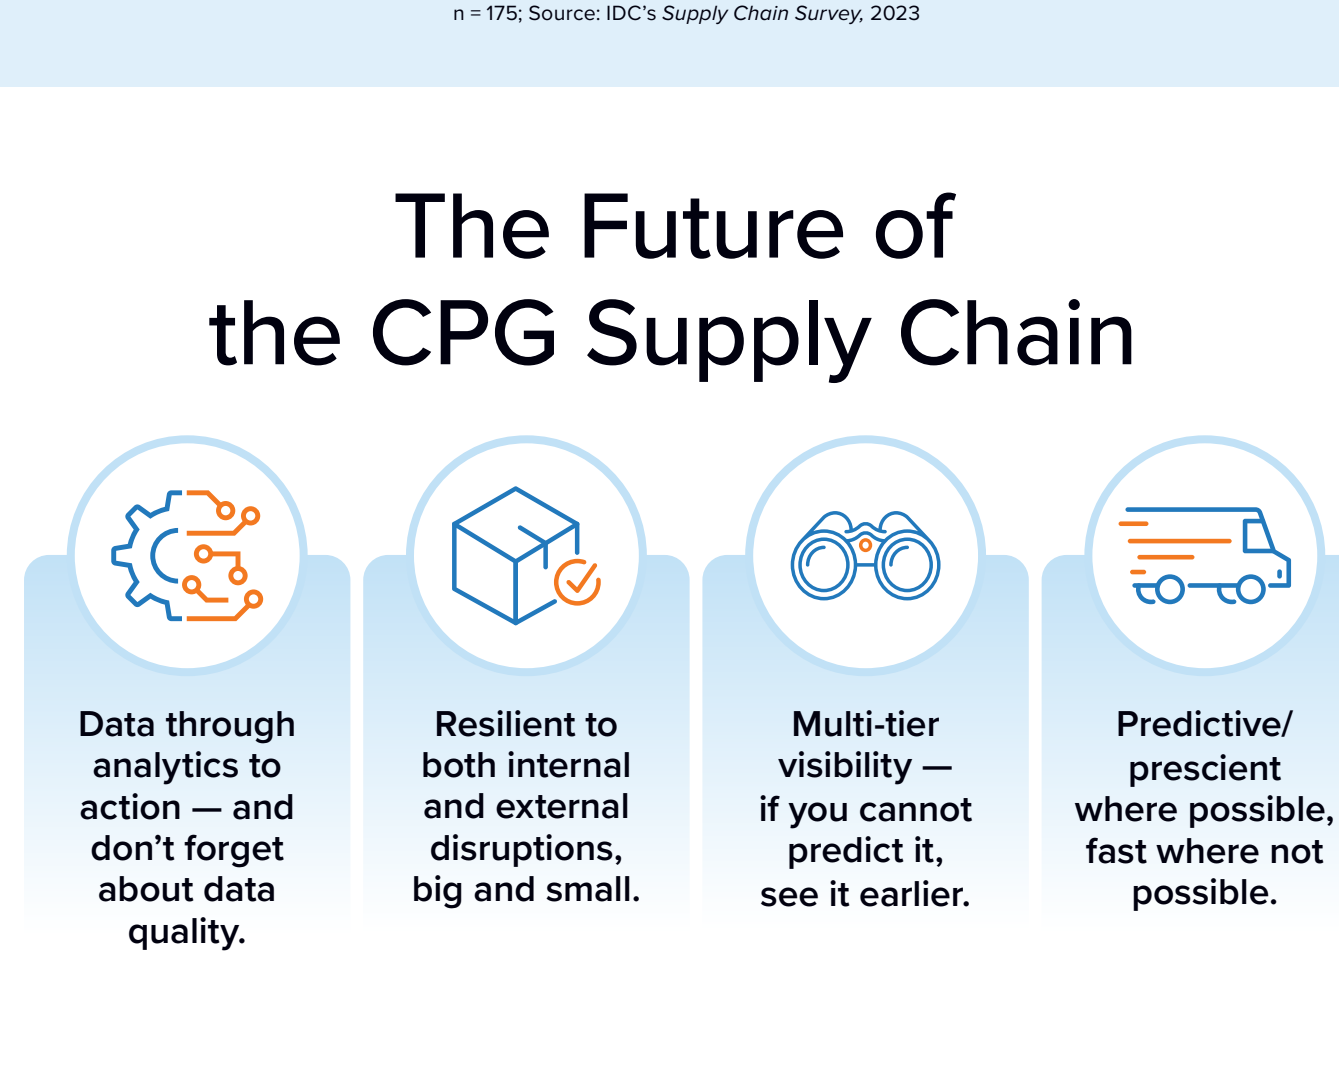 n = 175; Source: IDC’s Supply Chain Survey, 2023
The Future of
the CPG Supply Chain
Data through
analytics to
action — and
don’t forget
about data
quality.
Resilient to
both internal
and external
disruptions,
big and small.
Multi-tier
visibility —
if you cannot
predict it,
see it earlier.
Predictive/
prescient
where possible,
fast where not
possible.